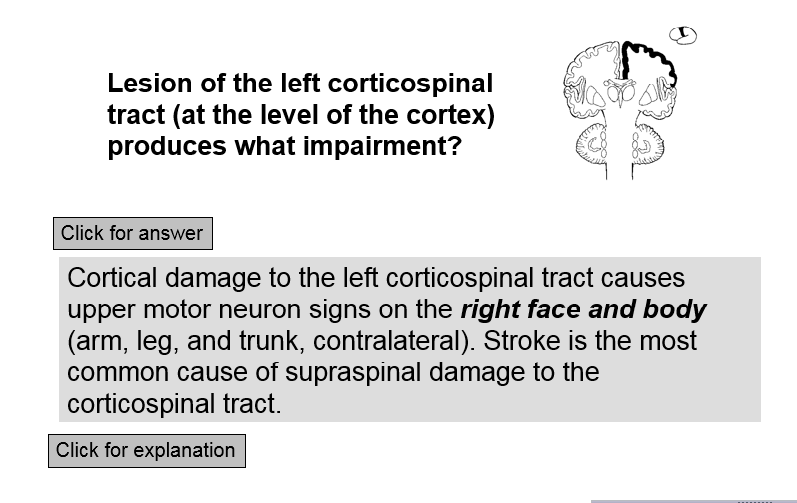 Lesion of the left corticospinal
tract (at the level of the cortex)
produces what impairment?
Click for answer
Cortical damage to the left corticospinal tract causes
upper motor neuron signs on the right face and body
(arm, leg, and trunk, contralateral). Stroke is the most
common cause of supraspinal damage to the
corticospinal tract.
Click for explanation